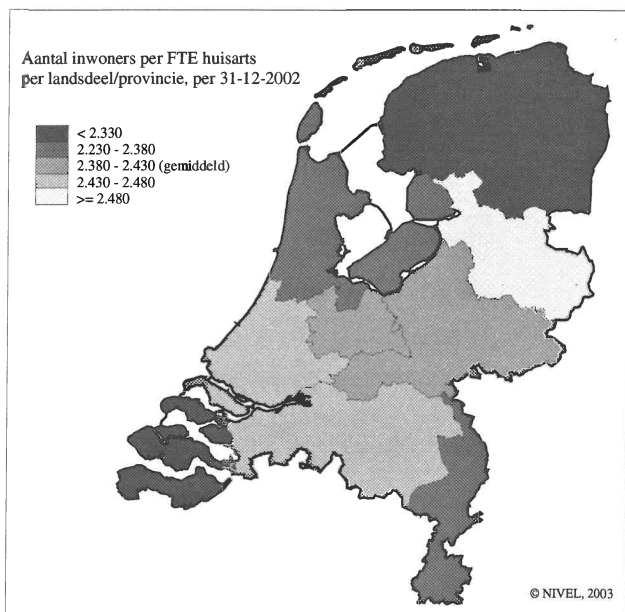 Aantal inwoners per FTE huisarts
per landsdeel/provincie, per 31-12-2002
< 2.330
2.230 - 2.380
2.380 - 2.430 (gemiddeld)
2.430 - 2.480
>= 2.480
© NIVEL, 2003